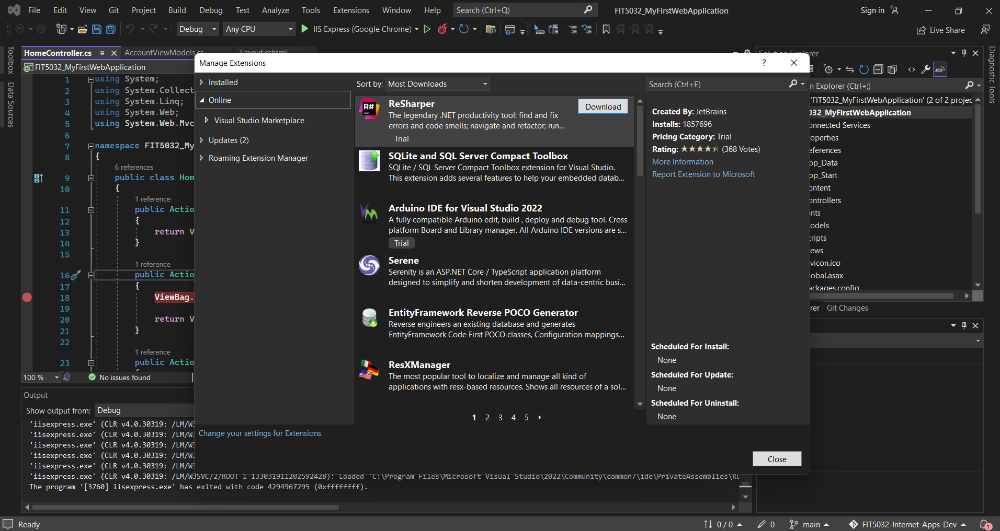 File Edit View Git Project Build Debug Test Analyze Tools Extensions Window Help Search (Ctrl+Q) FIT5032_MyFirstWebApplication Sign in
Debug Any CPU IIS Express (Google Chrome) Live Share
Toolbox
Data Sources
HomeController.cs AccountViewModels.cs _Layout.cshtml
FIT5032_MyFirstWebApplication
1 using System;
2 using System.Collect
3 using System.Linq;
4 using System.Web;
5 using System.Web.Mvc
6
7 namespace FIT5032_My
8 {
6 references
9 public class Hom
10 {
1 reference
11 public Actio
12 {
13 return V
14 }
15
1 reference
16 public Actio
17 {
18 ViewBag.
19
20 return V
21 }
22
1 reference
23 public Actio
100 % No issues found
Output
Show output from: Debug
'iisexpress.exe' (CLR v4.0.30319: /LM/W3
'iisexpress.exe' (CLR v4.0.30319: /LM/W3
'iisexpress.exe' (CLR v4.0.30319: /LM/W3
'iisexpress.exe' (CLR v4.0.30319: /LM/W3
'iisexpress.exe' (CLR v4.0.30319: /LM/W3
'iisexpress.exe' (CLR v4.0.30319: /LM/W3SVC/2/ROOT-1-133031911202592428): Loaded 'C:\Program Files\Microsoft Visual Studio\2022\Community\common7\ide\PrivateAssemblies\Ru
The program '[3760] iisexpress.exe' has exited with code 4294967295 (0xffffffff).
Manage Extensions ?
Installed
Online
Visual Studio Marketplace
Updates (2)
Roaming Extension Manager
Change your settings for Extensions
Sort by: Most Downloads
Search (Ctrl+E)
ReSharper
Download
The legendary .NET productivity tool: find and fix
errors and code smells; navigate and refactor; run...
Trial
SQLite and SQL Server Compact Toolbox
SQLite / SQL Server Compact Toolbox extension for Visual Studio.
This extension adds several features to help your embedded datab...
Arduino IDE for Visual Studio 2022
A fully compatible Arduino edit, build , deploy and debug tool. Cross
platform Board and Library manager. All Arduino IDE versions are s...
Trial
Serene
Serenity is an ASP.NET Core / TypeScript application platform
designed to simplify and shorten development of data-centric busi...
EntityFramework Reverse POCO Generator
Reverse engineers an existing database and generates
EntityFramework Code First POCO classes, Configuration mappings...
ResXManager
The most popular tool to localize and manage all kind of
applications with resx-based resources. Shows all resources of a sol...
1 2 3 4 5
Created By: JetBrains
Installs: 1857696
Pricing Category: Trial
Rating: (368 Votes)
More Information
Report Extension to Microsoft
Scheduled For Install:
None
Scheduled For Update:
None
Scheduled For Uninstall:
None
Close
Solution Explorer
n Explorer (Ctrl+;)
'FIT5032_MyFirstWebApplication' (2 of 2 projec
32_MyFirstWebApplication
onnected Services
operties
eferences
pp_Data
pp_Start
ontent
ontrollers
nts
odels
cripts
ews
vicon.ico
lobal.asax
ackages.config
rer Git Changes
Diagnostic Tools
Ready 0 / 0 0 main FIT5032-Internet-Apps-Dev 1